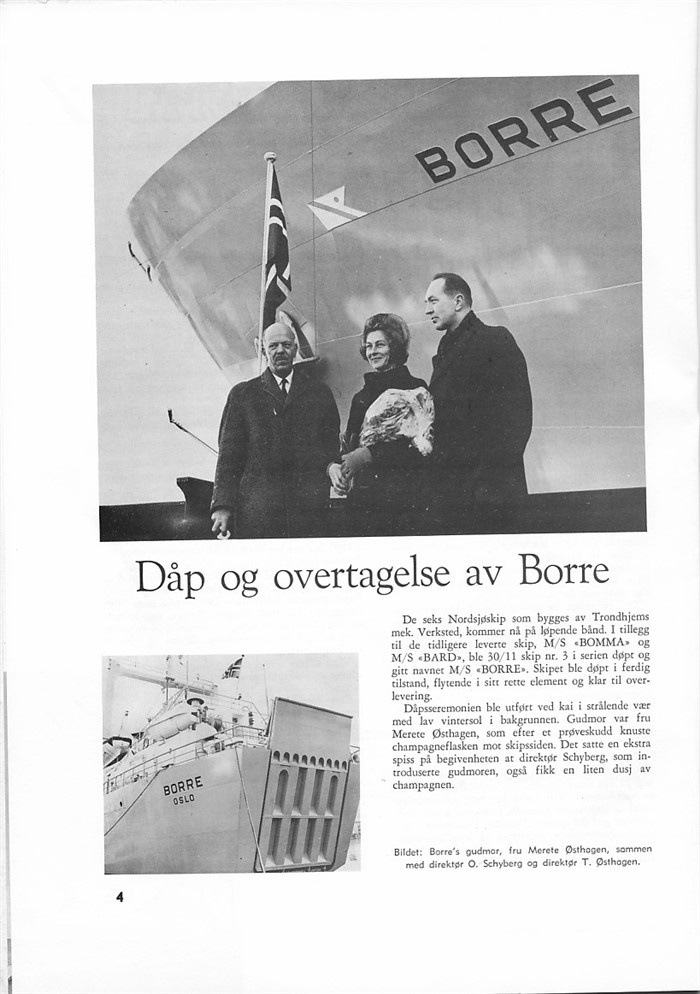 BORRE
Dåp og overtagelse av Borre
De seks Nordsjøskip som bygges av Trondhjems
mek. Verksted, kommer nå på løpende bånd. I tillegg
til de tidligere leverte skip, M/S «BOMMA» og
M/S «BARD», ble 30/11 skip nr. 3 i serien døpt og
gitt navnet M/S «BORRE». Skipet ble døpt i ferdig
tilstand, flytende i sitt rette element og klar til over-
levering.
Dåpsseremonien ble utført ved kai i strålende vær
med lav vintersol i bakgrunnen. Gudmor var fru
Merete Østhagen, som efter et prøveskudd knuste
champagneflasken mot skipssiden. Det satte en ekstra
spiss på begivenheten at direktør Schyberg, som in-
troduserte gudmoren, også fikk en liten dusj av
champagnen.
BORRE
OSLO
Bildet: Borre's gudmor, fru Merete Østhagen, sammen
med direktør O. Schyberg og direktør T. Østhagen.
4